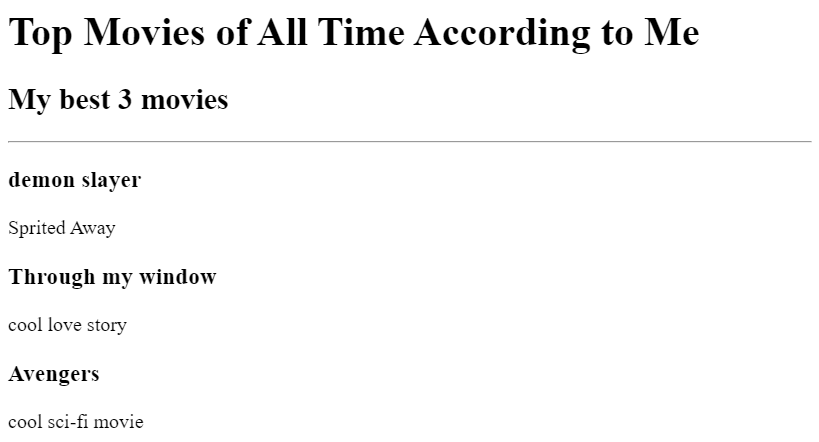 Top Movies of All Time According to Me
My best 3 movies
demon slayer
Sprited Away
Through my window
cool love story
Avengers
cool sci-fi movie